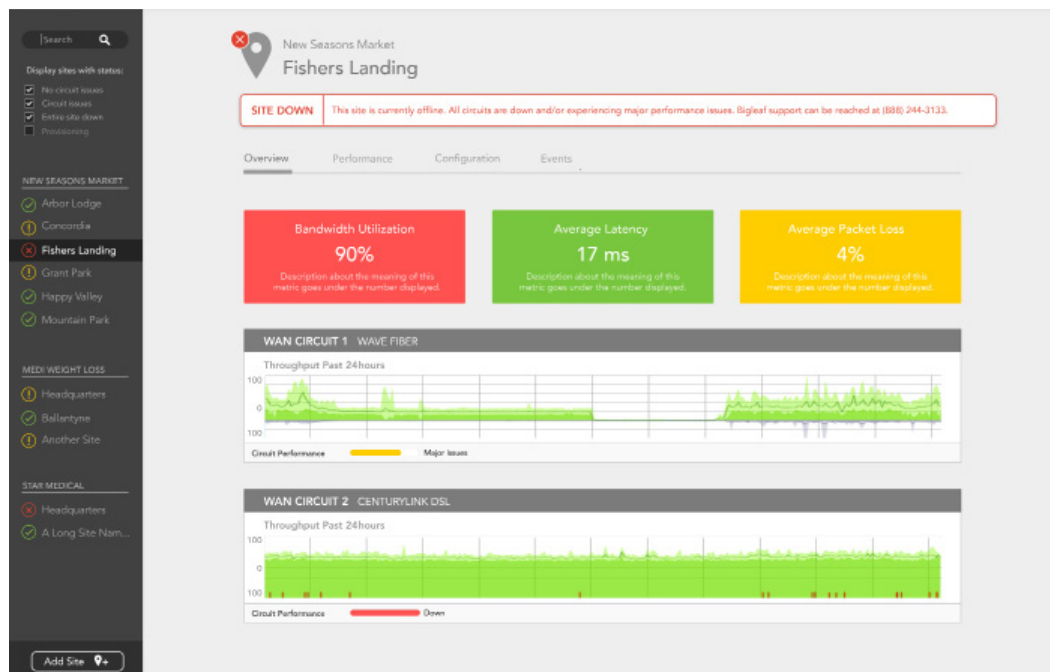 Search
Display sites with status:
No circuit issues
Circuit issues
Entire site down
Provisioning
NEW SEASONS MARKET
Arbor Lodge
Concordia
Fishers Landing
Grant Park
Happy Valley
Mountain Park
MEDI WEIGHT LOSS
Headquarters
Ballantyne
Another Site
STAR MEDICAL
Headquarters
A Long Site Nam...
Add Site
New Seasons Market
Fishers Landing
SITE DOWN This site is currently offline. All circuits are down and/or experiencing major performance issues. Bigleaf support can be reached at (888) 244-3133.
Overview Performance Configuration Events
Bandwidth Utilization
90%
Description about the meaning of this
metric goes under the number displayed.
Average Latency
17 ms
Description about the meaning of this
metric goes under the number displayed.
Average Packet Loss
4%
Description about the meaning of this
metric goes under the number displayed.
WAN CIRCUIT 1 WAVE FIBER
Throughput Past 24hours
100
0
100
Circuit Performance Major Issues
WAN CIRCUIT 2 CENTURYLINK DSL
Throughput Past 24hours
100
0
100
Circuit Performance Down